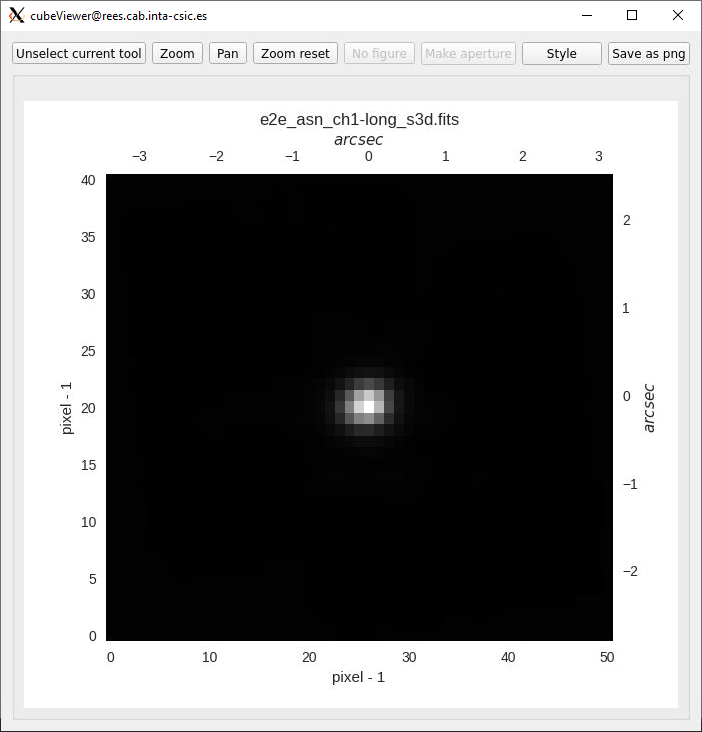 cubeViewer@rees.cab.inta-csic.es
Unselect current tool Zoom Pan Zoom reset No figure Make aperture Style Save as png
e2e_asn_ch1-long_s3d.fits
arcsec
−3 −2 −1 0 1 2 3
40
35
30
25
20
15
10
5
0
pixel - 1
2
1
0
−1
−2
arcsec
0 10 20 30 40 50
pixel - 1